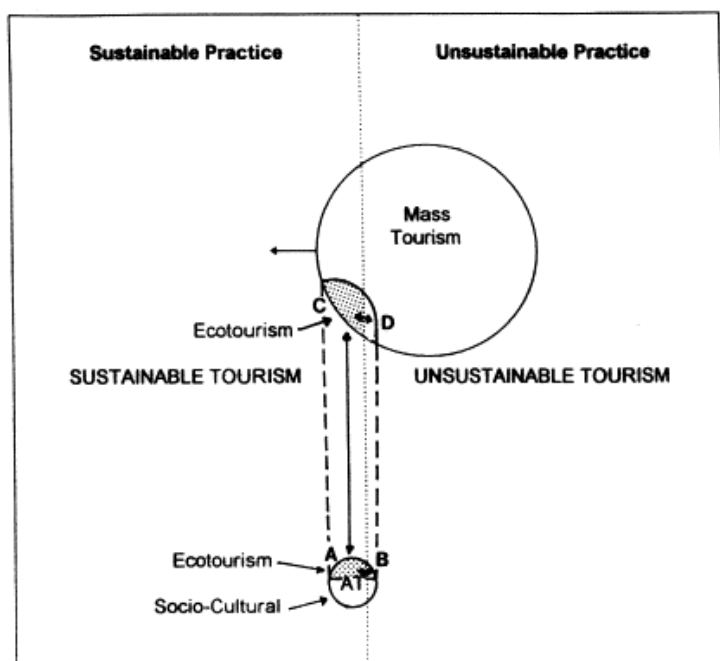 Sustainable Practice
Unsustainable Practice
Mass
Tourism
C
D
Ecotourism
SUSTAINABLE TOURISM
UNSUSTAINABLE TOURISM
A
B
Ecotourism
AT
Socio-Cultural